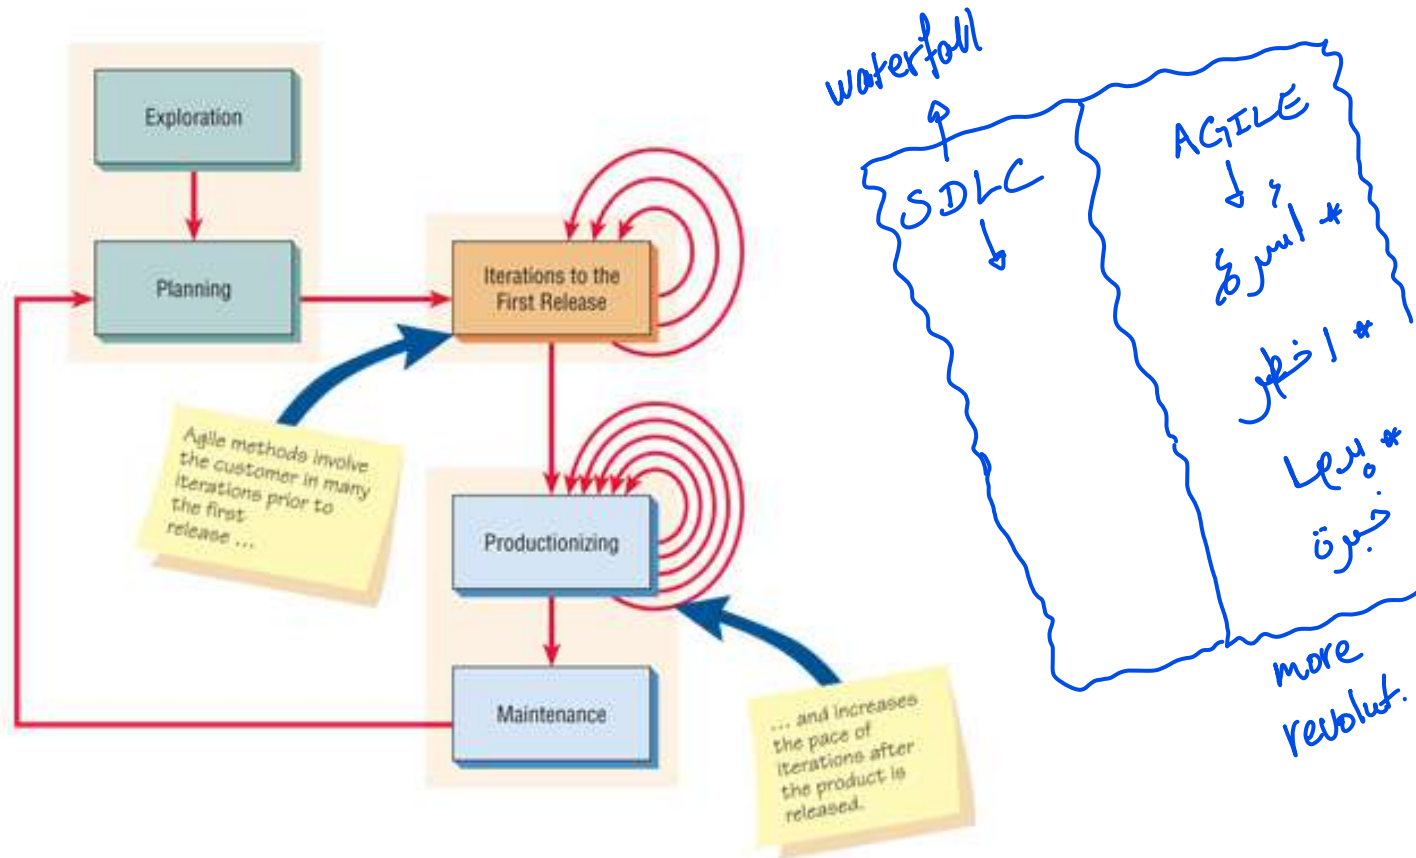 Exploration
Planning
Iterations to the
First Release
Agile methods involve
the customer in many
iterations prior to
the first
release ...
Productionizing
Maintenance
... and increases
the pace of
iterations after
the product is
released.
waterfall
SDLC
AGILE
* اسرع
*
* بدها
خبرة
more
revolut.